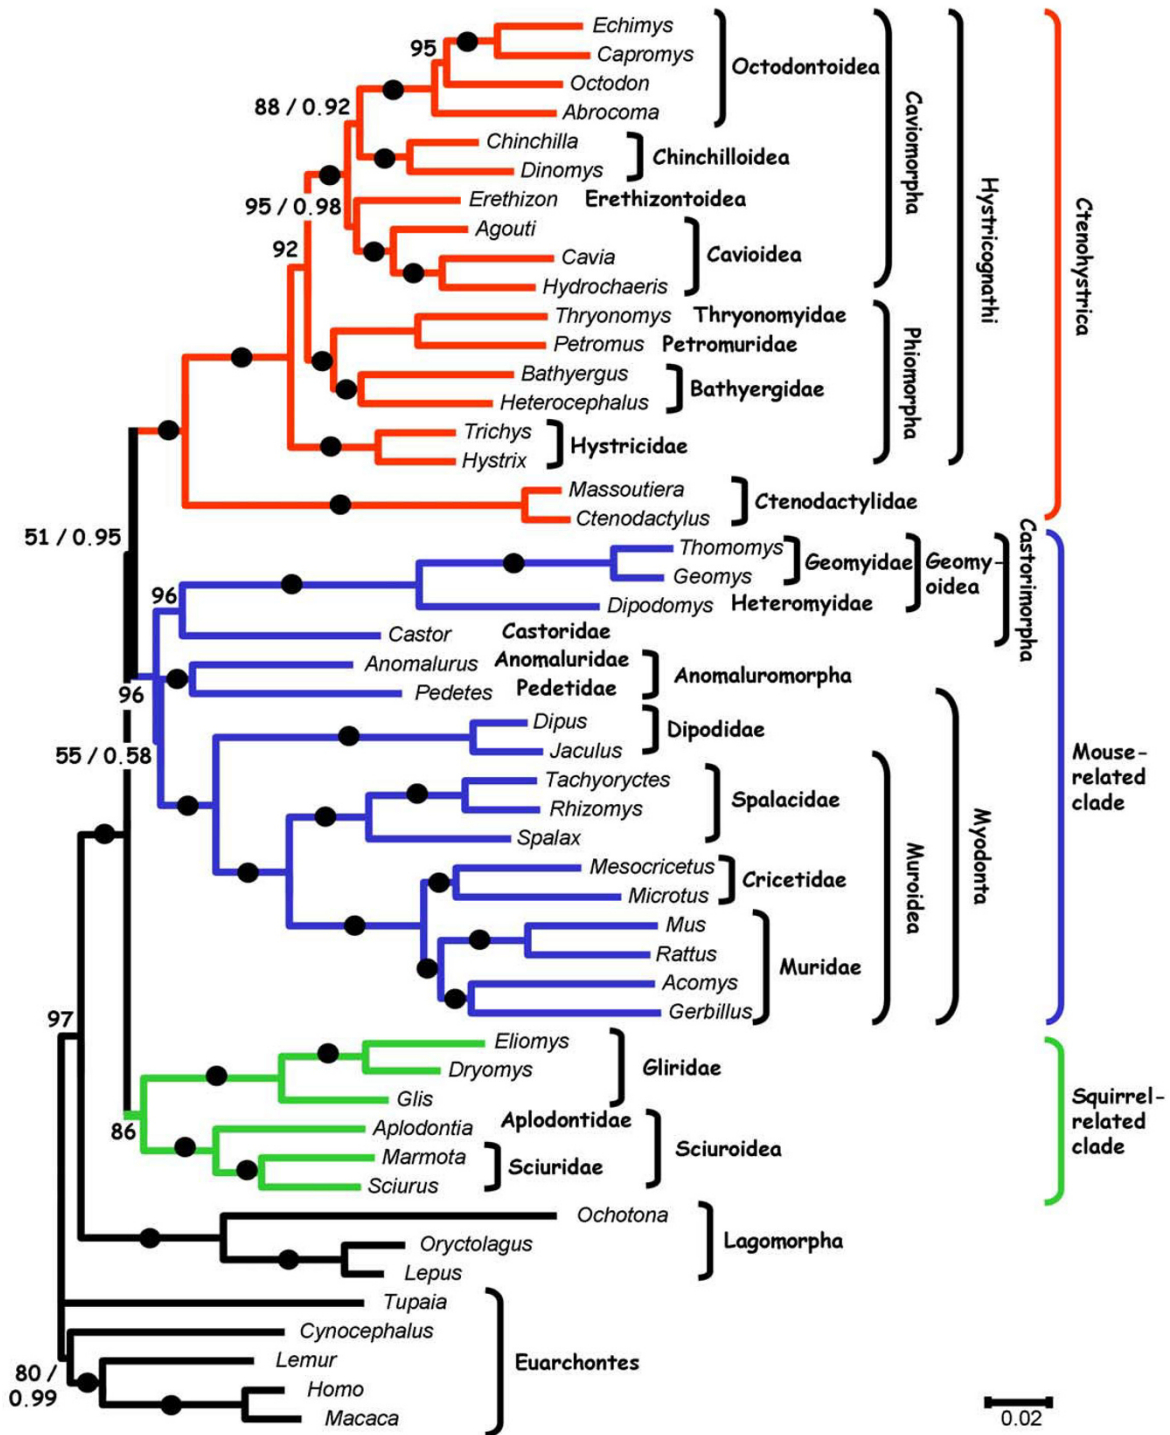 Echimys
95
Capromys
Octodontoidea
Octodon
88 / 0.92
Abrocoma
Chinchilla
Chinchilloidea
Dinomys
Caviomorpha
95 / 0.98
Erethizon Erethizontoidea
Agouti
92
Cavia
Cavioidea
Hydrochaeris
Hystricognathi
Ctenohystrica
Thryonomys Thryonomyidae
Petromus Petromuridae
Bathyergus
Bathyergidae
Heterocephalus
Phiomorpha
Trichys
Hystricidae
Hystrix
Massoutiera
Ctenodactylidae
Ctenodactylus
51 / 0.95
Thomomys
Geomyidae
Geomy-
oidea
Geomys
Castorimorpha
96
Dipodomys Heteromyidae
Castor Castoridae
Anomalurus Anomaluridae
Anomaluromorpha
96
Pedetes Pedetidae
Dipus
Dipodidae
Jaculus
55 / 0.58
Tachyoryctes
Spalacidae
Rhizomys
Spalax
Mouse-
related
clade
Mesocricetus
Cricetidae
Microtus
Muroidea
Myodonta
Mus
Rattus
Muridae
Acomys
Gerbillus
97
Eliomys
Gliridae
Dryomys
Glis
86
Aplodontia Aplodontidae
Sciuroidea
Marmota
Sciuridae
Sciurus
Squirrel-
related
clade
Ochotona
Lagomorpha
Oryctolagus
Lepus
Tupaia
Cynocephalus
Euarchontes
80 /
0.99
Lemur
Homo
Macaca
0.02